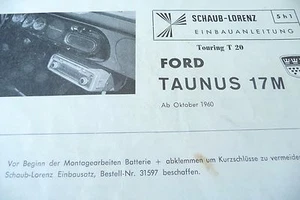 SCHAUB-LORENZ
5h1
EINBAUANLEITUNG
Touring T 20
FORD
TAUNUS 17M
Ab Oktober 1960
Vor Beginn der Montagearbeiten Batterie + abklemmen um Kurzschlüsse zu vermeide
Schaub-Lorenz Einbausatz, Bestell-Nr. 31597 beschaffen.